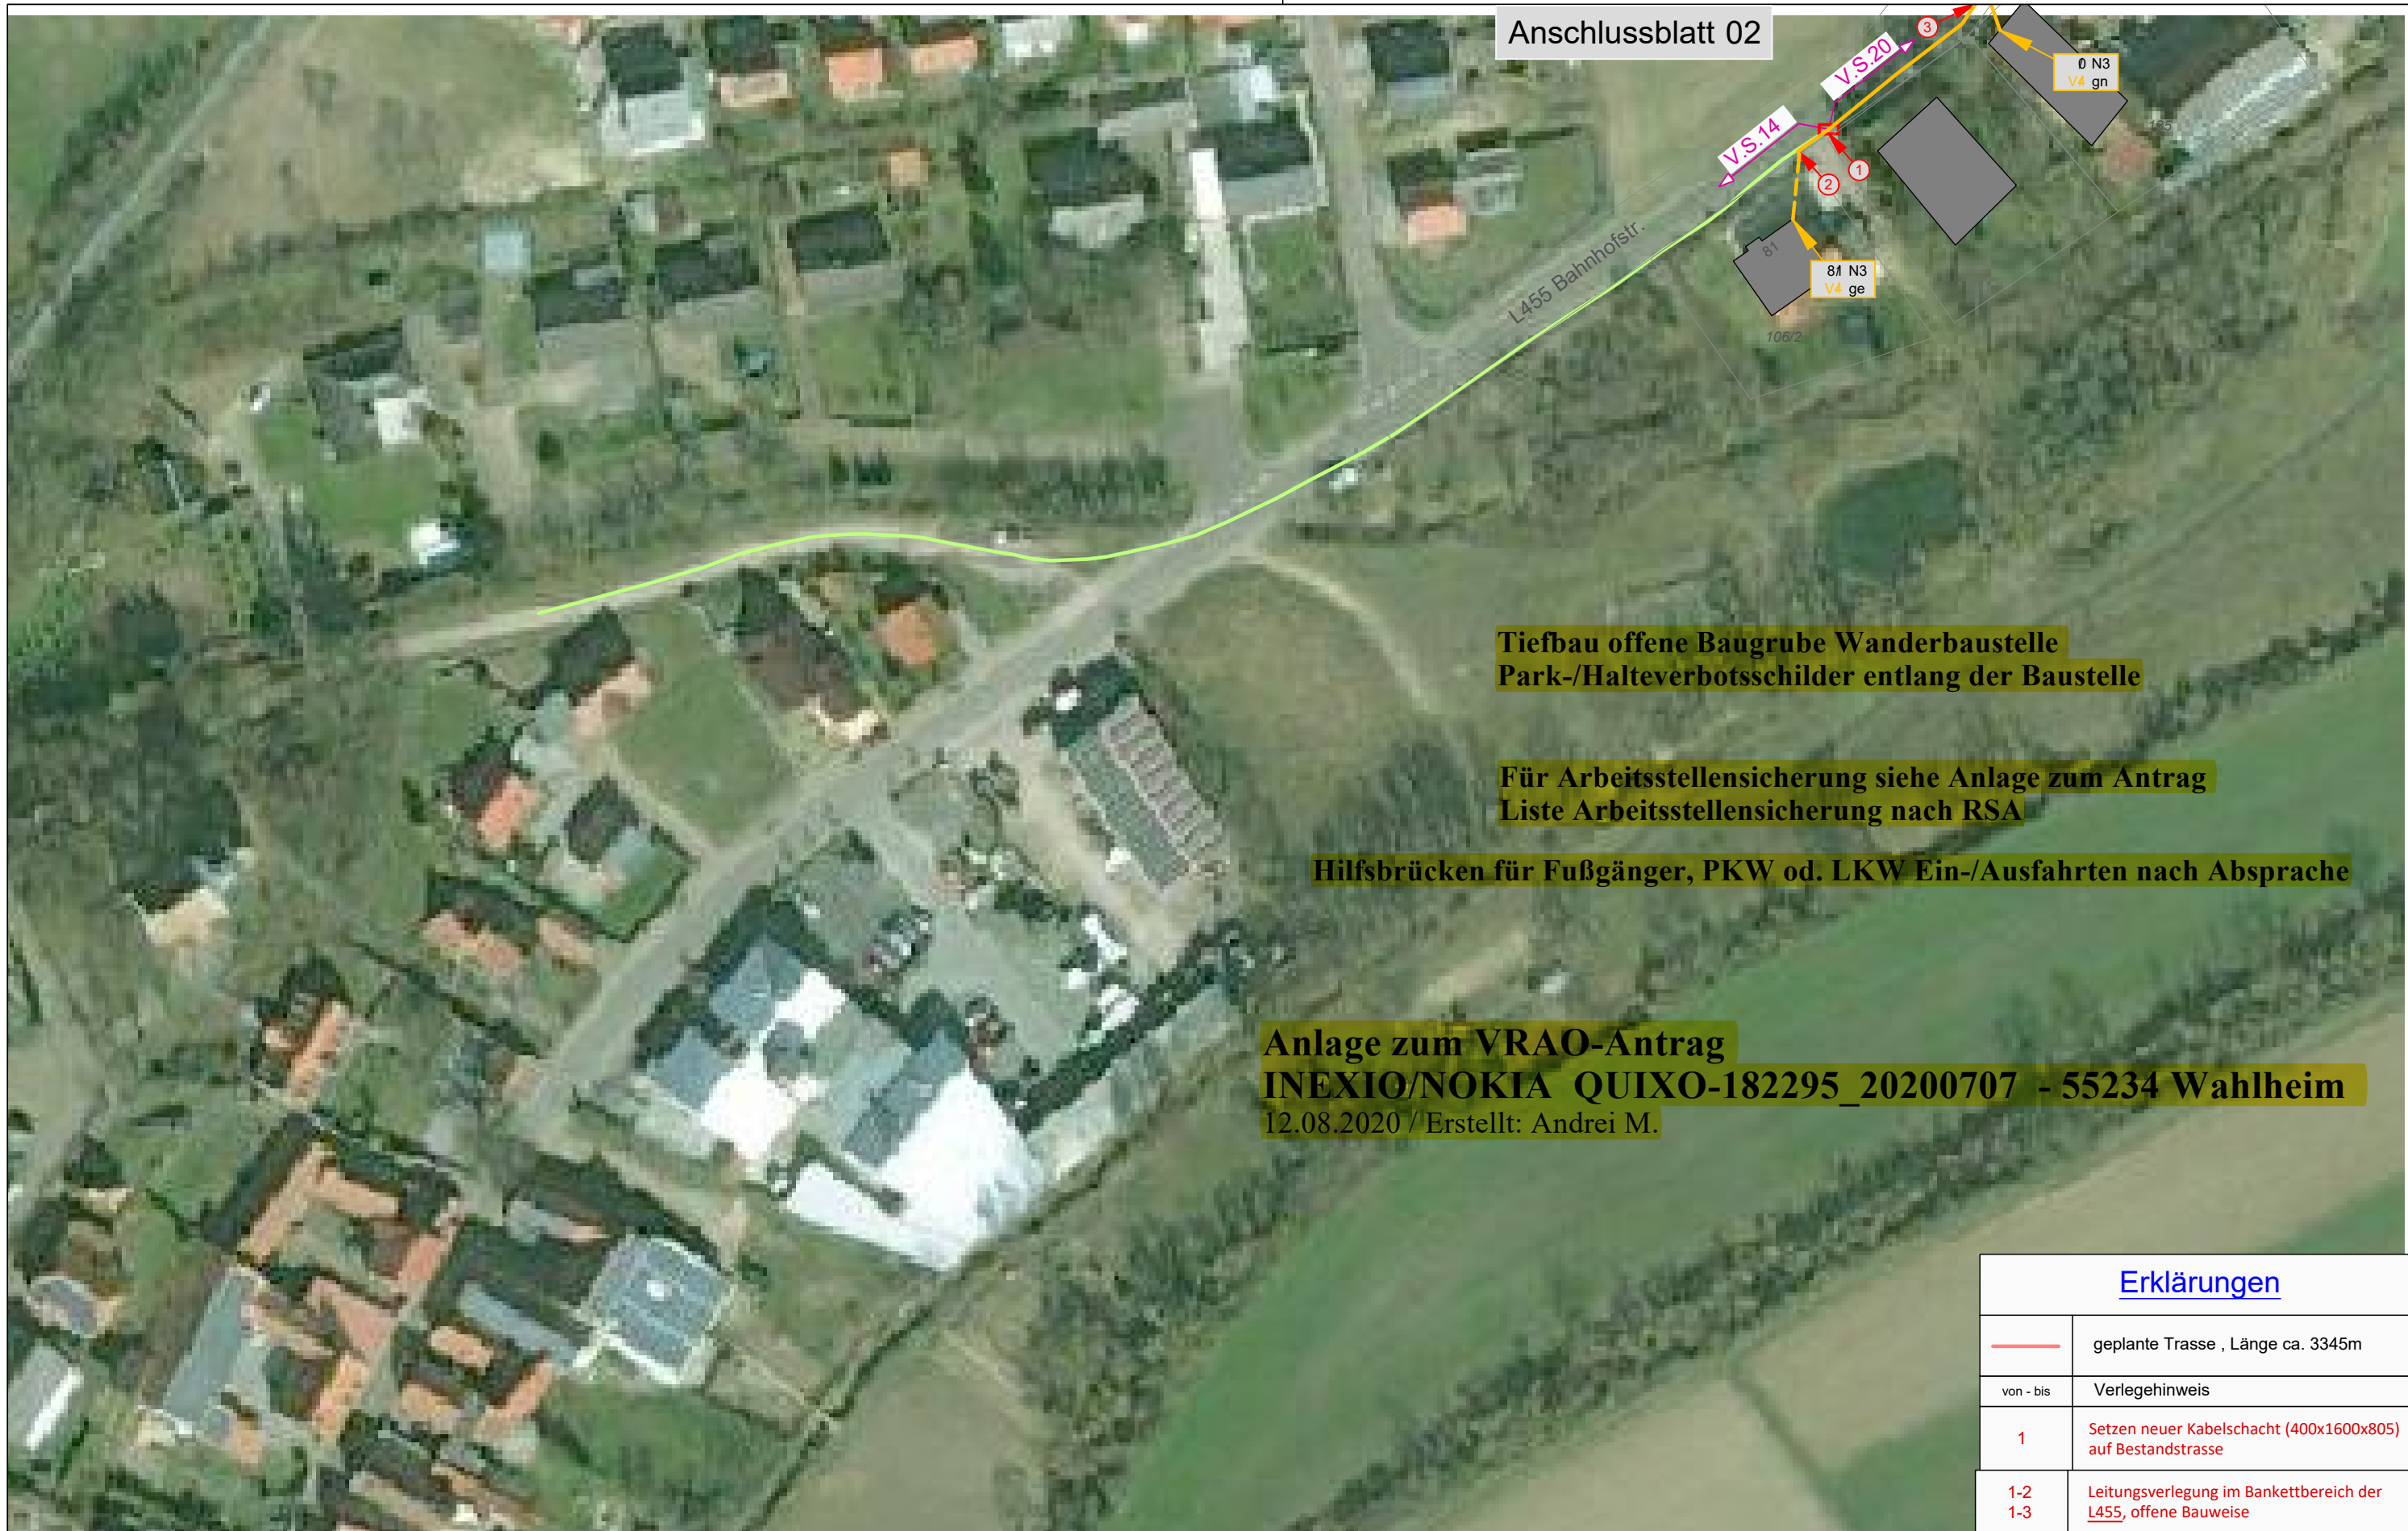 Anschlussblatt 02
3
V.S.20
0 N3
V4 gn
V.S.14
1
2
L455 Bahnhofstr.
81
81 N3
V4 ge
106/2
Tiefbau offene Baugrube Wanderbaustelle
Park-/Halteverbotsschilder entlang der Baustelle
Für Arbeitsstellensicherung siehe Anlage zum Antrag
Liste Arbeitsstellensicherung nach RSA
Hilfsbrücken für Fußgänger, PKW od. LKW Ein-/Ausfahrten nach Absprache
Anlage zum VRAO-Antrag
INEXIO/NOKIA QUIXO-182295_20200707 - 55234 Wahlheim
12.08.2020 / Erstellt: Andrei M.
Erklärungen
geplante Trasse , Länge ca. 3345m
von - bis Verlegehinweis
1 Setzen neuer Kabelschacht (400x1600x805)
auf Bestandstrasse
1-2 Leitungsverlegung im Bankettbereich der
1-3 L455, offene Bauweise